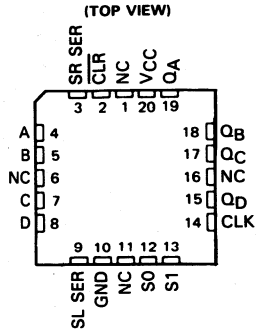 (TOP VIEW)
SR SER
CLR
NC
VCC
QA
3 2 1 20 19
A 4
B 5
NC 6
C 7
D 8
18 QB
17 QC
16 NC
15 QD
14 CLK
9 10 11 12 13
SL SER
GND
NC
S0
S1